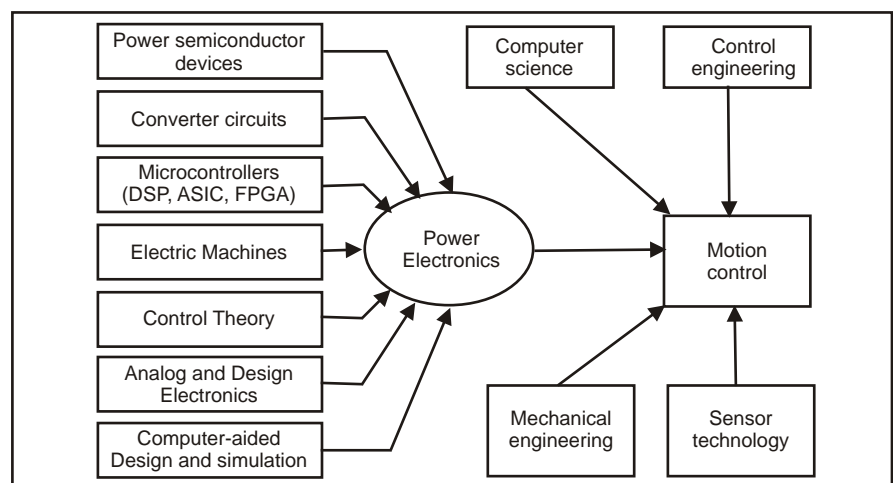 Power semiconductor
devices
Converter circuits
Microcontrollers
(DSP, ASIC, FPGA)
Electric Machines
Control Theory
Analog and Design
Electronics
Computer-aided
Design and simulation
Power
Electronics
Computer
science
Control
engineering
Motion
control
Mechanical
engineering
Sensor
technology